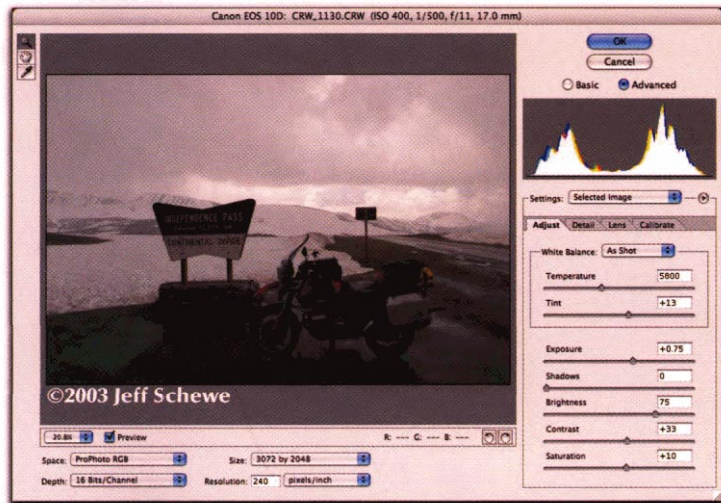 Canon EOS 10D: CRW_1130.CRW (ISO 400, 1/500, f/11, 17.0 mm)
OK
Cancel
Basic
Advanced
Settings: Selected Image
Adjust Detail Lens Calibrate
White Balance: As Shot
Temperature 5800
Tint +13
Exposure +0.75
Shadows 0
Brightness 75
Contrast +33
Saturation +10
INDEPENDENCE PASS
CONTINENTAL DIVIDE
©2003 Jeff Schewe
20.8% Preview R: --- G: --- B: ---
Space: ProPhoto RGB Size: 3072 by 2048
Depth: 16 Bits/Channel Resolution: 240 pixels/inch